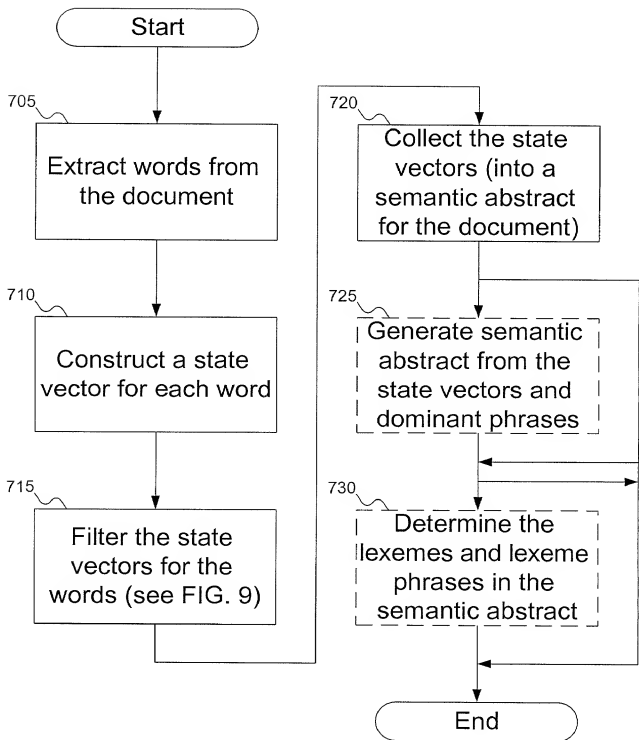 Start
705
Extract words from
the document
710
Construct a state
vector for each word
715
Filter the state
vectors for the
words (see FIG. 9)
720
Collect the state
vectors (into a
semantic abstract
for the document)
725
Generate semantic
abstract from the
state vectors and
dominant phrases
730
Determine the
lexemes and lexeme
phrases in the
semantic abstract
End